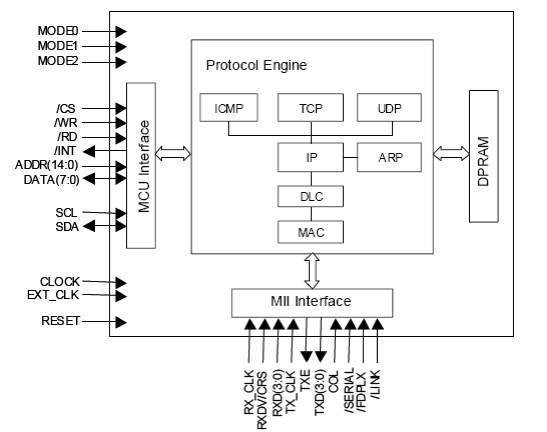 MODE0
MODE1
MODE2
Protocol Engine
ICMP
TCP
UDP
/CS
/WR
/RD
/INT
ADDR(14:0)
DATA(7:0)
MCU Interface
IP
ARP
DPRAM
DLC
SCL
SDA
MAC
CLOCK
EXT_CLK
RESET
MII Interface
RX_CLK
RXDV/CRS
RXD(3:0)
TX_CLK
TXE
TXD(3:0)
COL
/SERIAL
/FDPLX
/LINK